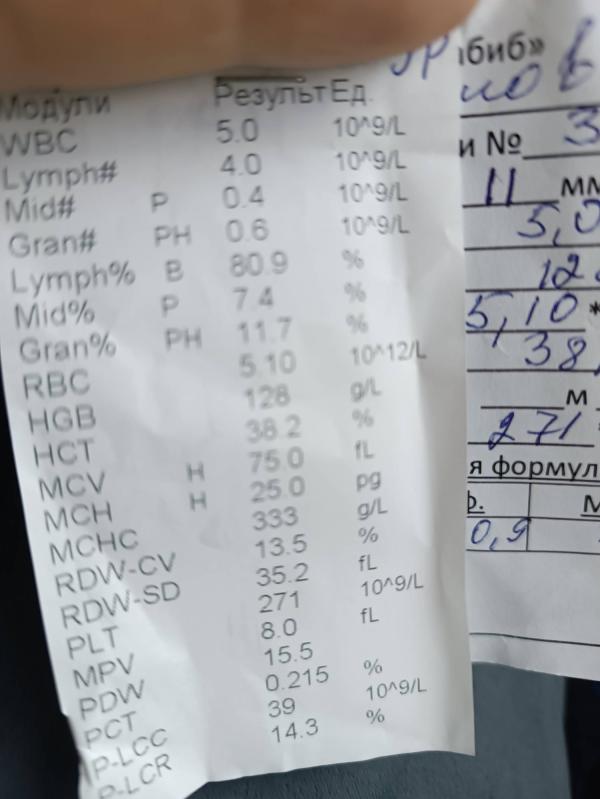 Модули Результ Ед.
WBC 5.0 10^9/L
Lymph# 4.0 10^9/L
Mid# P 0.4 10^9/L
Gran# PH 0.6 10^9/L
Lymph% B 80.9 %
Mid% P 7.4 %
Gran% PH 11.7 %
RBC 5.10 10^12/L
HGB 128 g/L
HCT 38.2 %
MCV H 75.0 fL
MCH H 25.0 pg
MCHC 333 g/L
RDW-CV 13.5 %
RDW-SD 35.2 fL
PLT 271 10^9/L
MPV 8.0 fL
PDW 15.5
PCT 0.215 %
P-LCC 39 10^9/L
P-LCR 14.3 %
абиб»
и № 3
11 мм
5,0
12
5,10 *
38,
м
271
я формул
ф. М
0,9